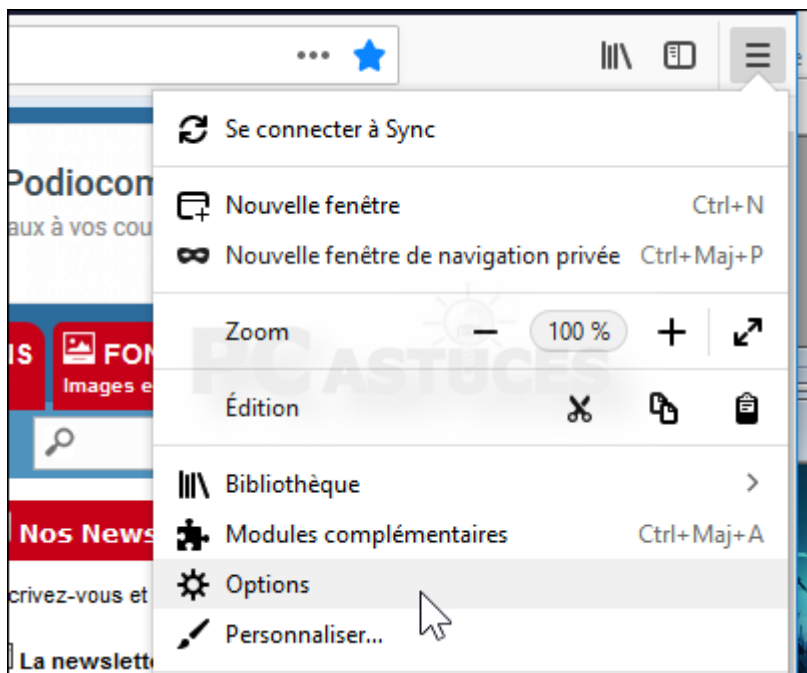 Se connecter à Sync
Podiocom
aux à vos cou
Nouvelle fenêtre Ctrl+N
Nouvelle fenêtre de navigation privée Ctrl+Maj+P
Zoom 100 %
IS FON
Images e
PC ASTUCES
Édition
Bibliothèque
Nos News
Modules complémentaires Ctrl+Maj+A
Options
crivez-vous et
Personnaliser...
La newslett